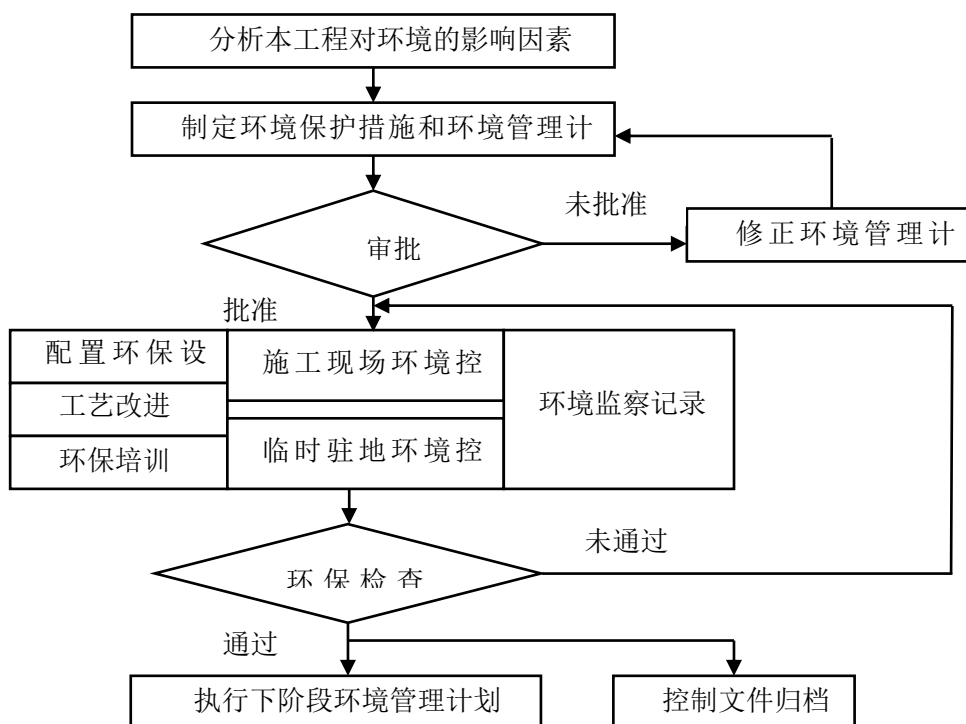 分析本工程对环境的影响因素
制定环境保护措施和环境管理计
未批准
修正环境管理计
审批
批准
配置环保设
施工现场环境控
环境监察记录
工艺改进
临时驻地环境控
环保培训
未通过
环保检查
通过
执行下阶段环境管理计划
控制文件归档